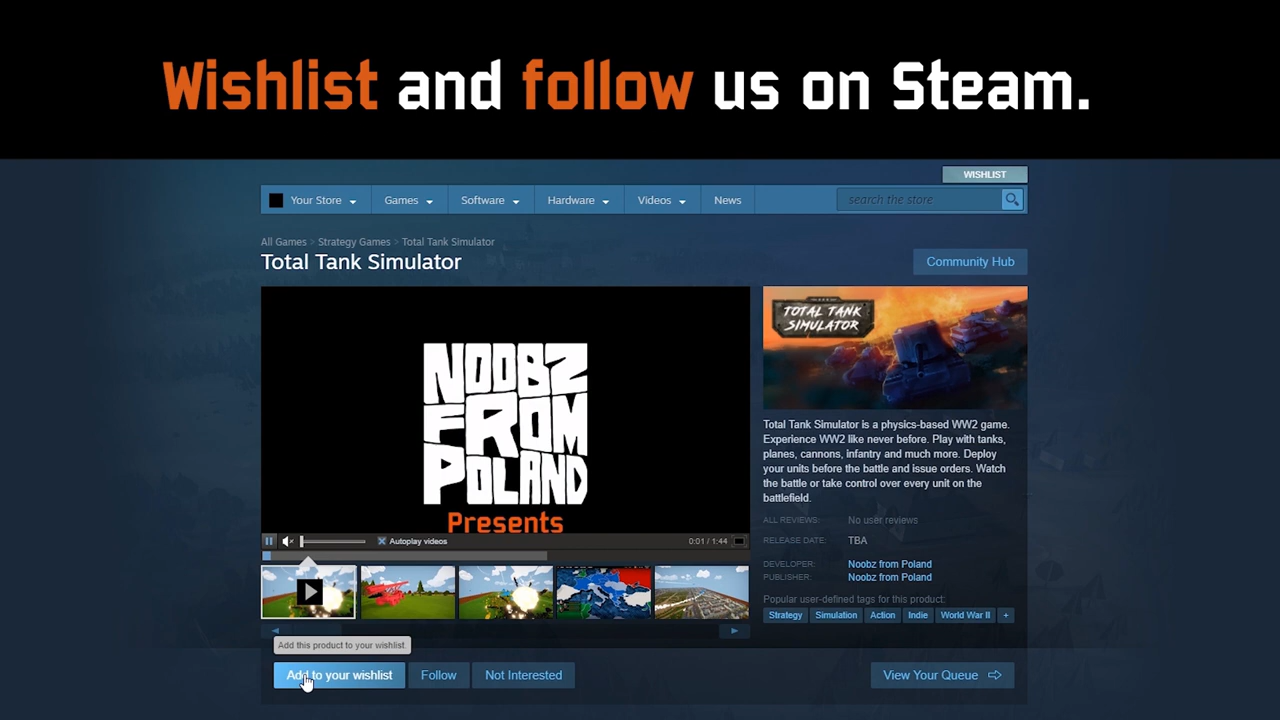 Wishlist and follow us on Steam.
WISHLIST
Your Store Games Software Hardware Videos News search the store
All Games > Strategy Games > Total Tank Simulator
Total Tank Simulator
Community Hub
NOOBZ
FROM
POLAND
Presents
Autoplay videos 0:01 / 1:44
TOTAL TANK
SIMULATOR
Total Tank Simulator is a physics-based WW2 game.
Experience WW2 like never before. Play with tanks,
planes, cannons, infantry and much more. Deploy
your units before the battle and issue orders. Watch
the battle or take control over every unit on the
battlefield.
ALL REVIEWS: No user reviews
RELEASE DATE: TBA
DEVELOPER: Noobz from Poland
PUBLISHER: Noobz from Poland
Popular user-defined tags for this product:
Strategy Simulation Action Indie World War II +
Add this product to your wishlist.
Add to your wishlist Follow Not Interested View Your Queue